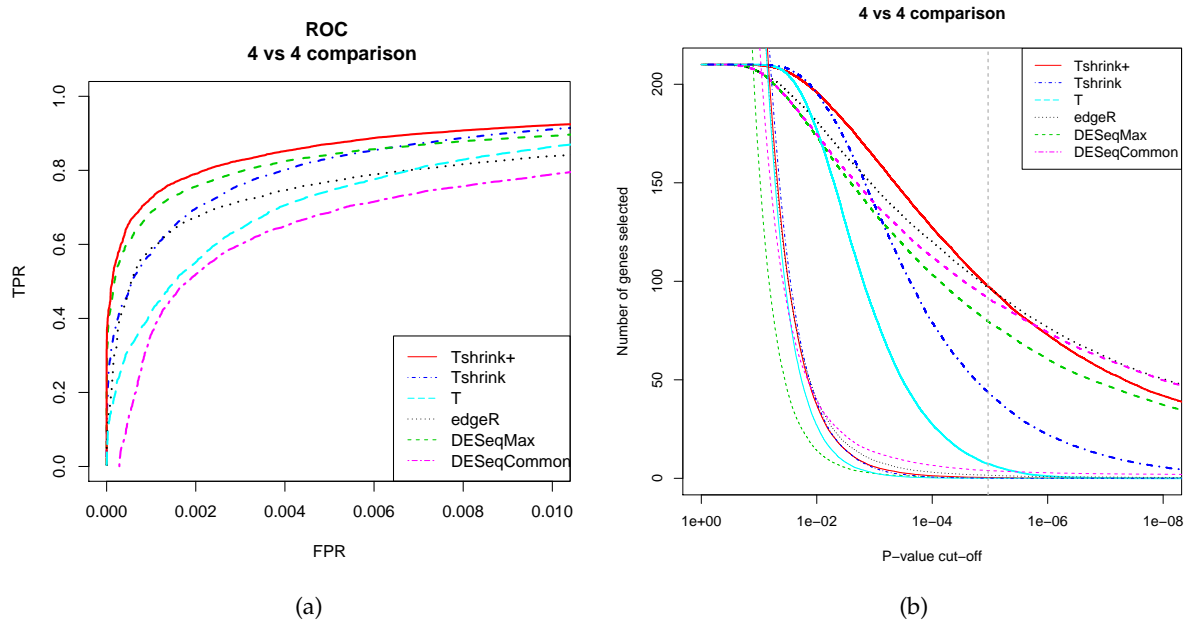 ROC
4 vs 4 comparison
TPR
1.0
0.8
0.6
0.4
0.2
0.0
Tshrink+
Tshrink
T
edgeR
DESeqMax
DESeqCommon
0.000
0.002
0.004
0.006
0.008
0.010
FPR
(a)
4 vs 4 comparison
Number of genes selected
200
150
100
50
0
Tshrink+
Tshrink
T
edgeR
DESeqMax
DESeqCommon
1e+00
1e−02
1e−04
1e−06
1e−08
P−value cut−off
(b)